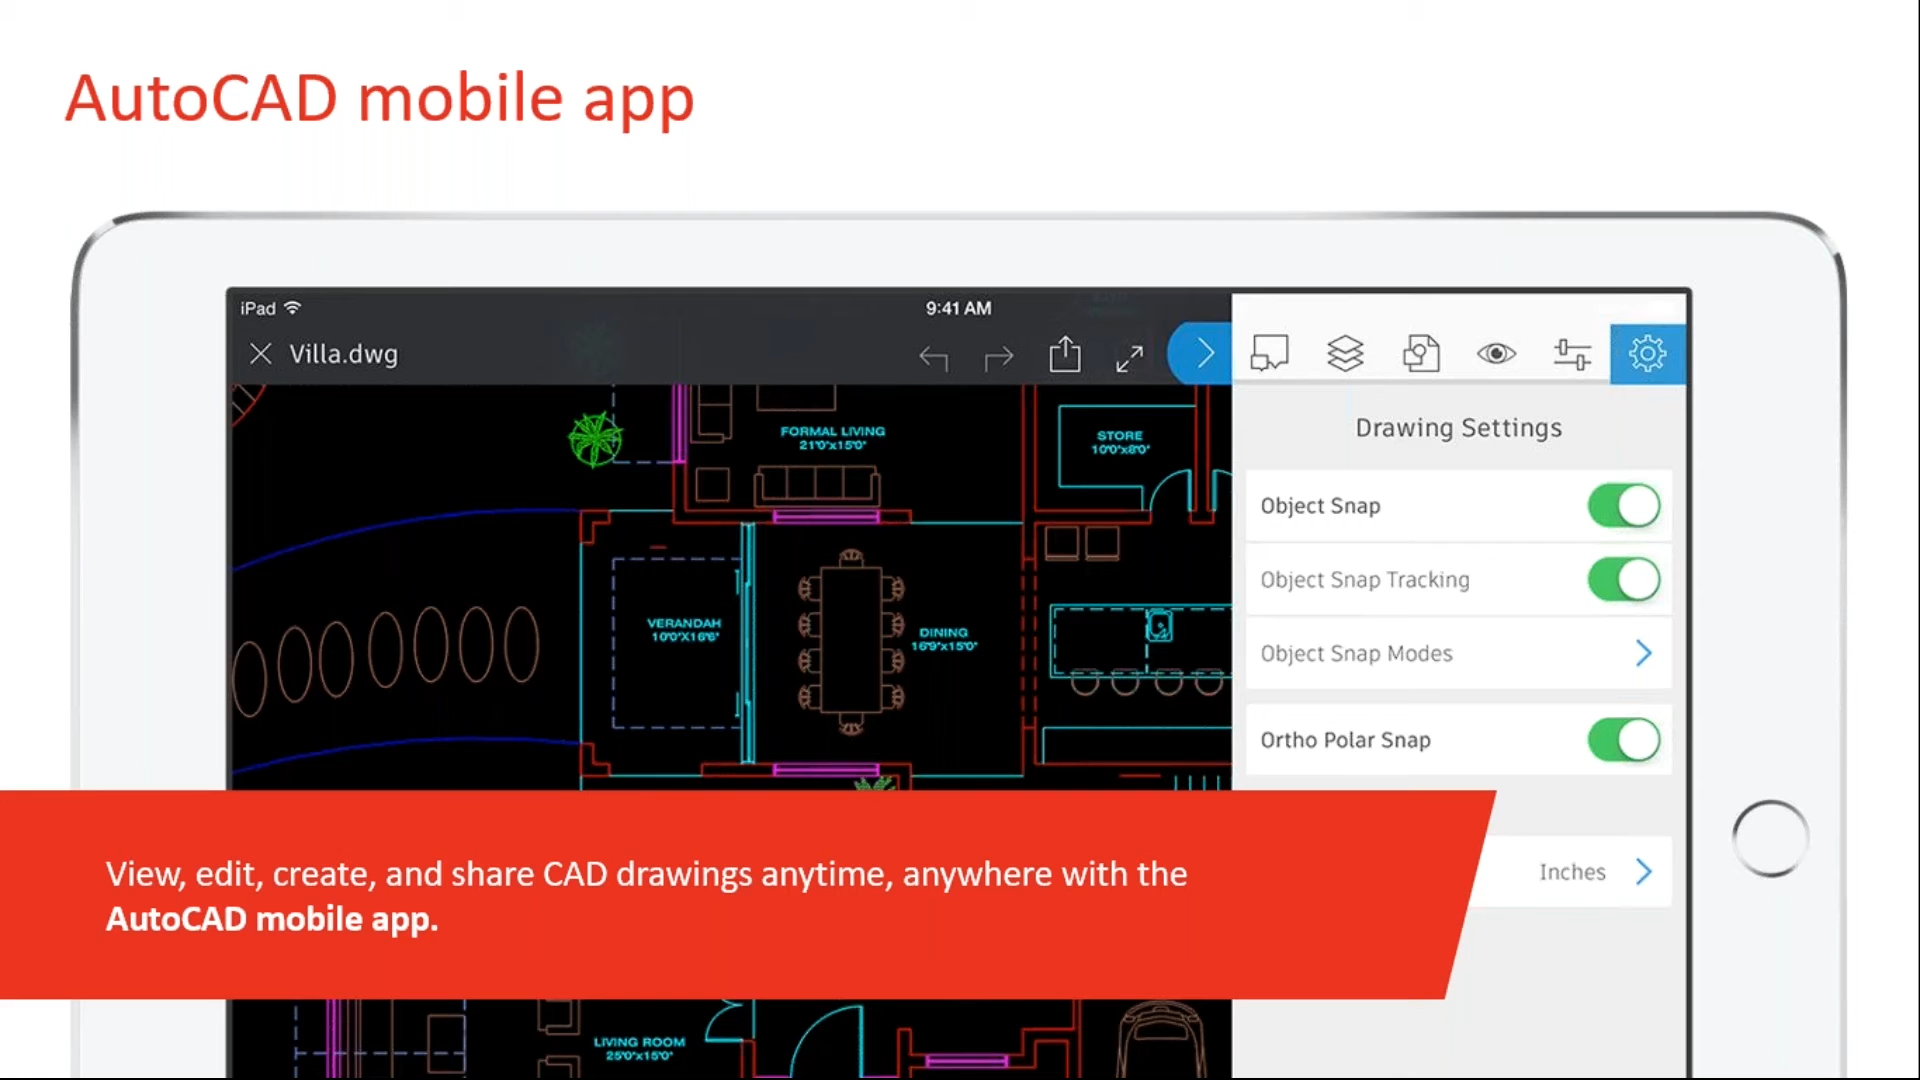 AutoCAD mobile app
iPad
9:41 AM
Villa.dwg
Drawing Settings
Object Snap
Object Snap Tracking
Object Snap Modes
Ortho Polar Snap
Inches
FORMAL LIVING
21'0"x15'0"
STORE
10'0"x8'0"
VERANDAH
10'0"X16'6"
DINING
16'9"x15'0"
View, edit, create, and share CAD drawings anytime, anywhere with the
AutoCAD mobile app.
LIVING ROOM
25'0"x15'0"